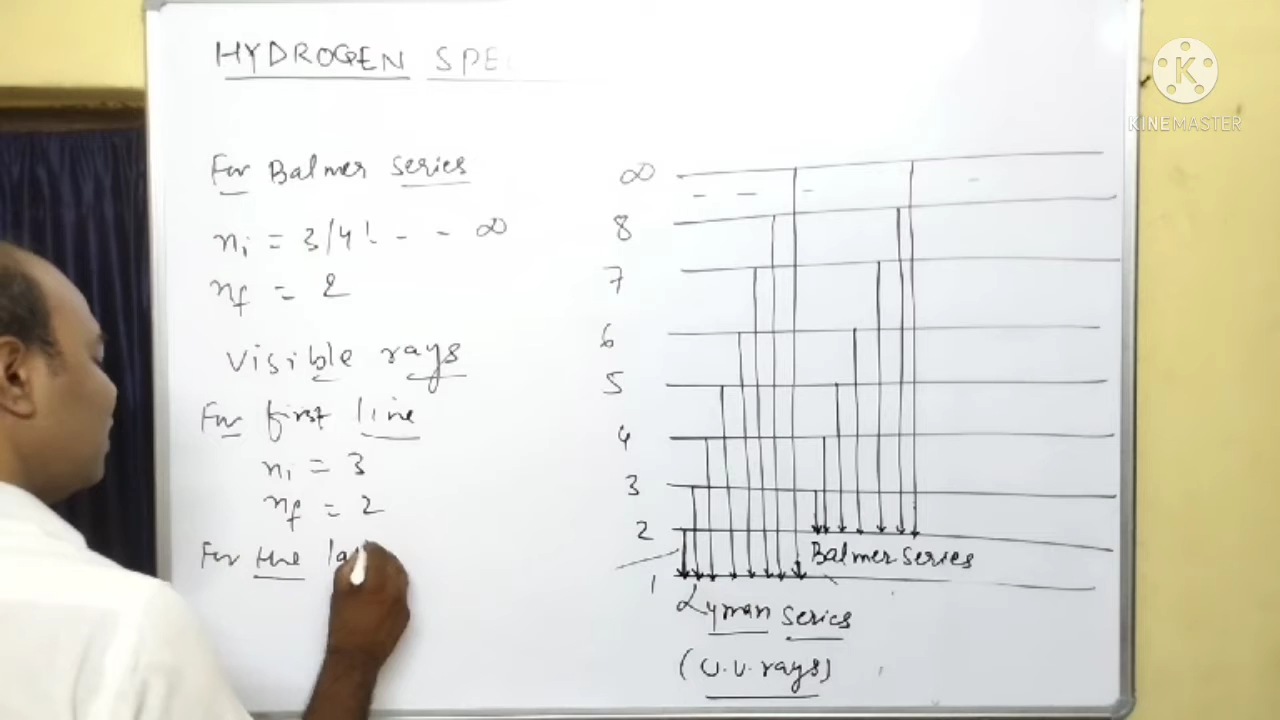 HYDROGEN SPE
For Balmer series
ni = 3/4! - - ∞
nf = 2
Visible rays
For first line
ni = 3
nf = 2
For the la
∞
8
7
6
5
4
3
2
1
Balmer series
Lyman series
(U.V. rays)
K
KINEMASTER